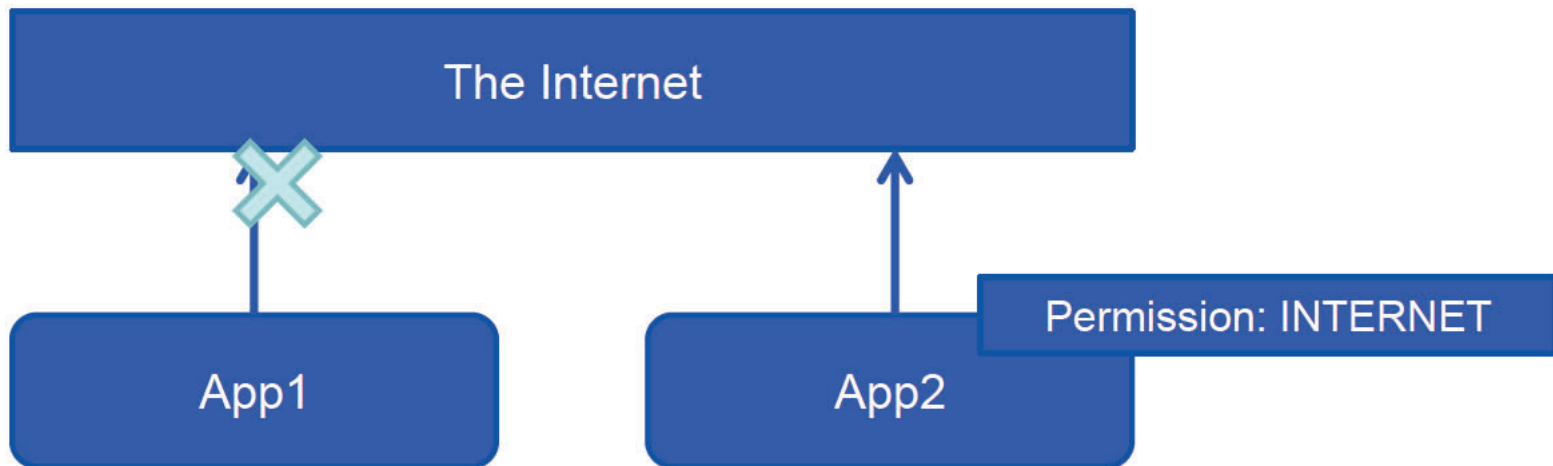 The Internet
Permission: INTERNET
App1
App2